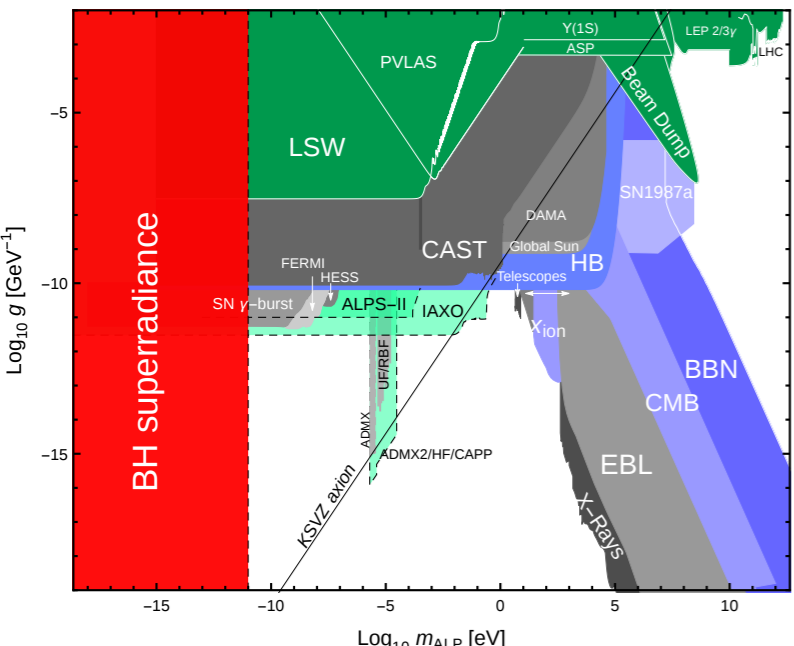 Y(1S)
LEP 2/3γ
ASP
LHC
PVLAS
Beam Dump
−5
LSW
SN1987a
DAMA
CAST
Global Sun
HB
FERMI
HESS
Telescopes
−10
SN γ−burst
ALPS−II
IAXO
xion
UF/RBF
BBN
CMB
ADMX
ADMX2/HF/CAPP
−15
EBL
KSVZ axion
X−Rays
BH superradiance
Log10 g [GeV−1]
−15 −10 −5 0 5 10
Log10 mALP [eV]